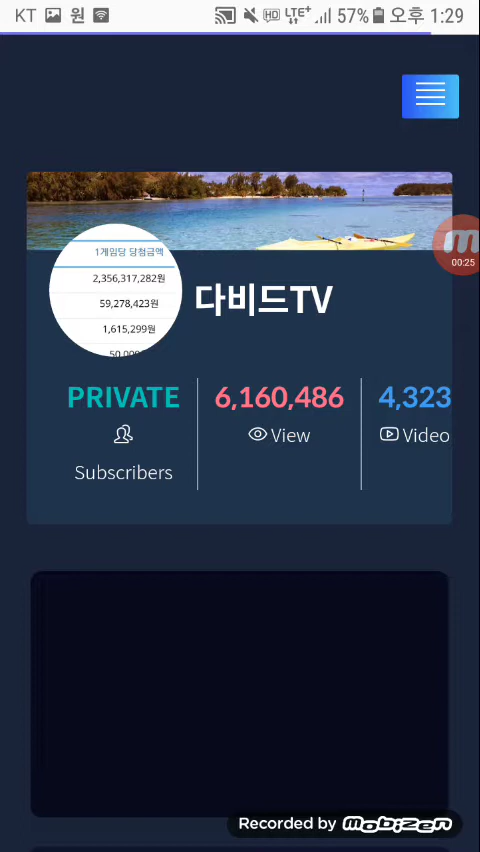 KT 원 HD LTE+ 57% 오후 1:29
00:25
1게임당 당첨금액
2,356,317,282원
59,278,423원
1,615,299원
다비드TV
PRIVATE
Subscribers
6,160,486
View
4,323
Video
Recorded by mobizen